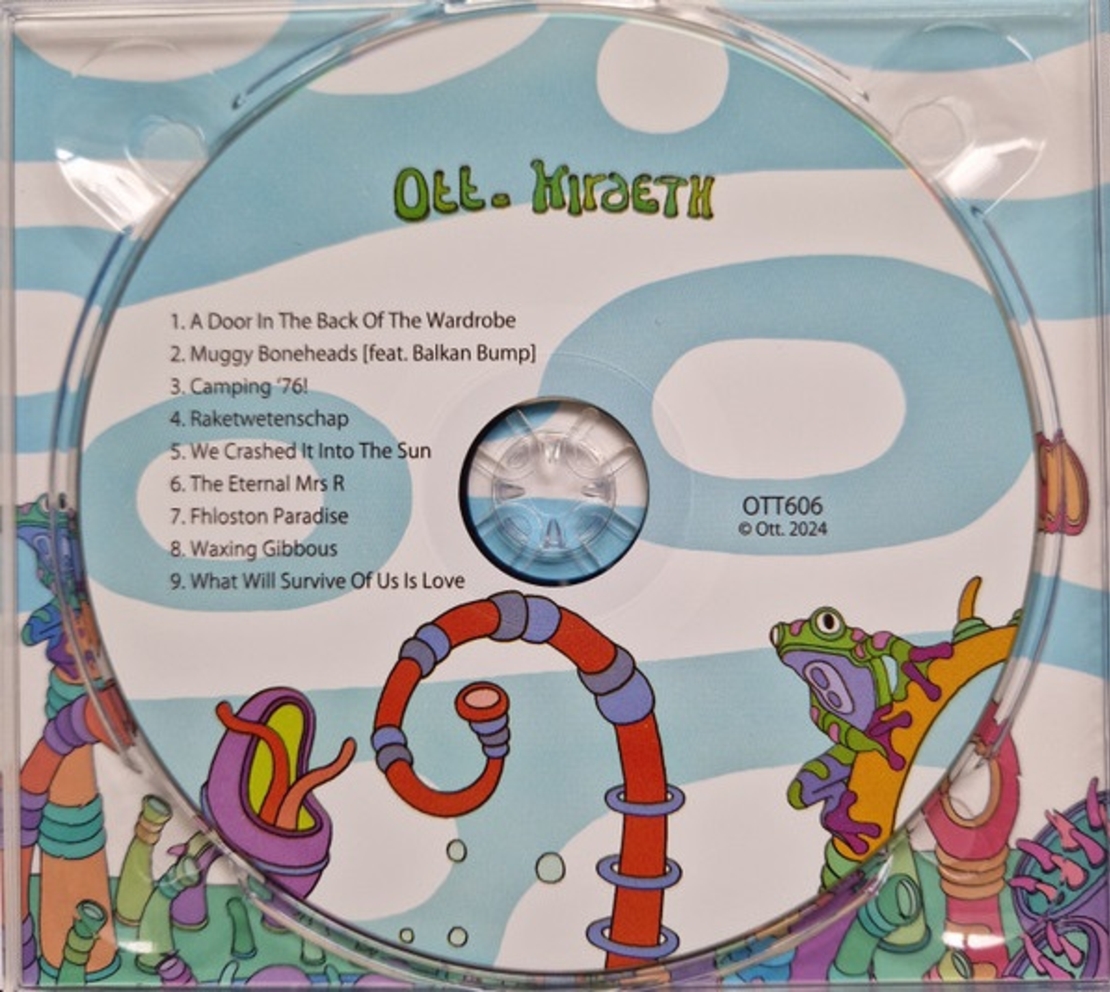 Ott. Hiraeth
1. A Door In The Back Of The Wardrobe
2. Muggy Boneheads [feat. Balkan Bump]
3. Camping '76!
4. Raketwetenschap
5. We Crashed It Into The Sun
6. The Eternal Mrs R
7. Fhloston Paradise
8. Waxing Gibbous
9. What Will Survive Of Us Is Love
OTT606
© Ott. 2024